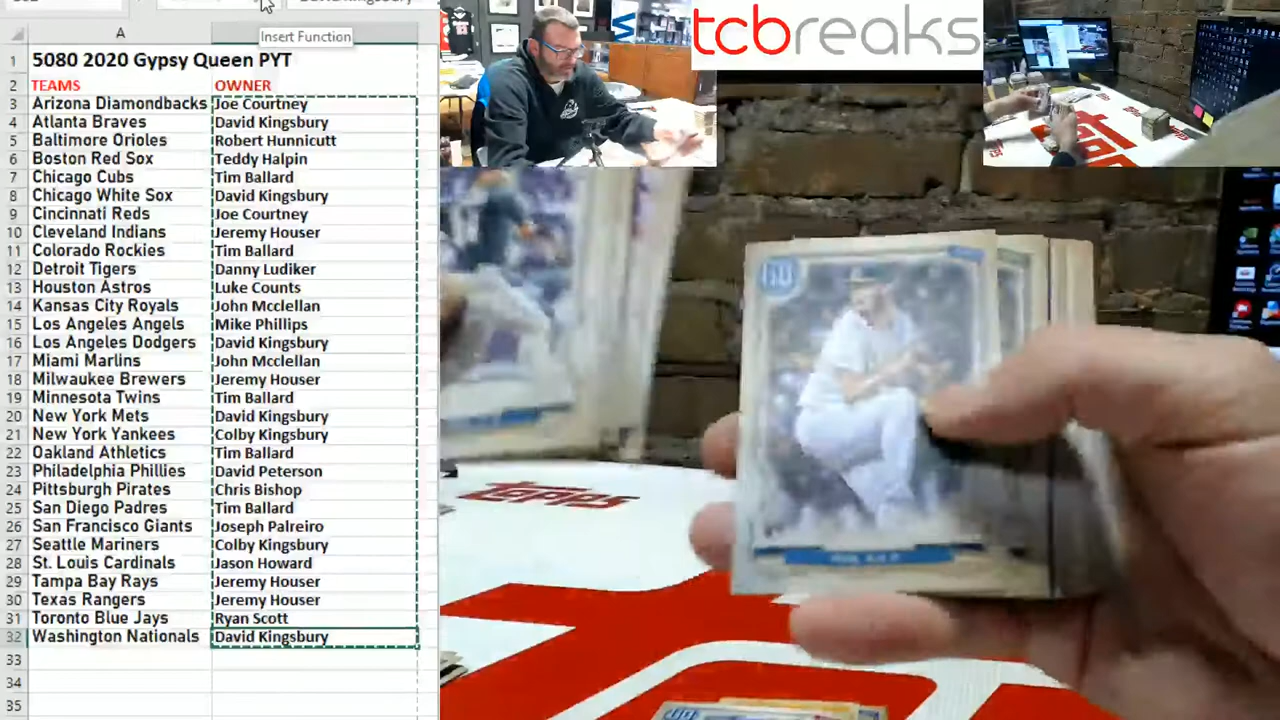 Insert Function
A
1 5080 2020 Gypsy Queen PYT
2 TEAMS OWNER
3 Arizona Diamondbacks Joe Courtney
4 Atlanta Braves David Kingsbury
5 Baltimore Orioles Robert Hunnicutt
6 Boston Red Sox Teddy Halpin
7 Chicago Cubs Tim Ballard
8 Chicago White Sox David Kingsbury
9 Cincinnati Reds Joe Courtney
10 Cleveland Indians Jeremy Houser
11 Colorado Rockies Tim Ballard
12 Detroit Tigers Danny Ludiker
13 Houston Astros Luke Counts
14 Kansas City Royals John Mcclellan
15 Los Angeles Angels Mike Phillips
16 Los Angeles Dodgers David Kingsbury
17 Miami Marlins John Mcclellan
18 Milwaukee Brewers Jeremy Houser
19 Minnesota Twins Tim Ballard
20 New York Mets David Kingsbury
21 New York Yankees Colby Kingsbury
22 Oakland Athletics Tim Ballard
23 Philadelphia Phillies David Peterson
24 Pittsburgh Pirates Chris Bishop
25 San Diego Padres Tim Ballard
26 San Francisco Giants Joseph Palreiro
27 Seattle Mariners Colby Kingsbury
28 St. Louis Cardinals Jason Howard
29 Tampa Bay Rays Jeremy Houser
30 Texas Rangers Jeremy Houser
31 Toronto Blue Jays Ryan Scott
32 Washington Nationals David Kingsbury
33
34
35
tcbreaks
topps
topps
GQ